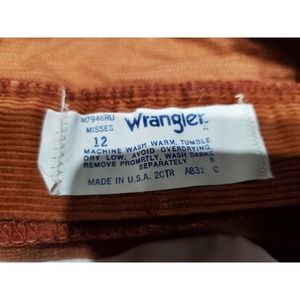 M7946RU
MISSES
12
Wrangler
MACHINE WASH WARM, TUMBLE
DRY LOW, AVOID OVERDRYING,
REMOVE PROMPTLY, WASH DARKS
SEPARATELY B
MADE IN U.S.A. 2CTR A832 C